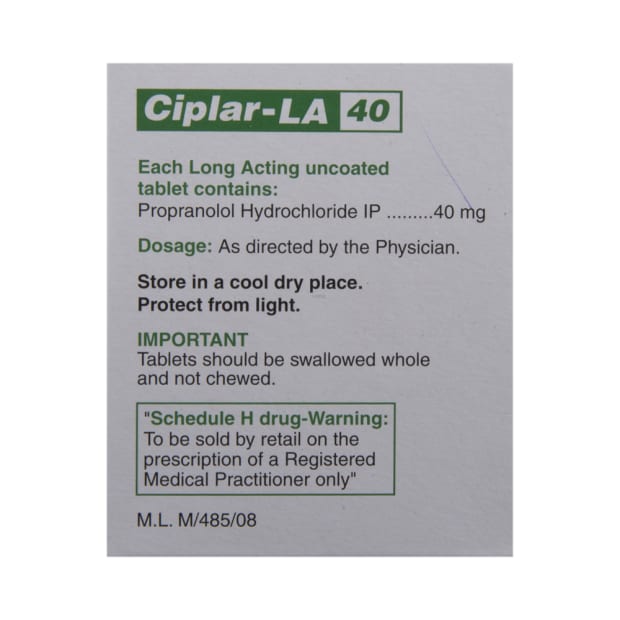 Ciplar-LA 40
Each Long Acting uncoated
tablet contains:
Propranolol Hydrochloride IP .........40 mg
Dosage: As directed by the Physician.
Store in a cool dry place.
Protect from light.
IMPORTANT
Tablets should be swallowed whole
and not chewed.
"Schedule H drug-Warning:
To be sold by retail on the
prescription of a Registered
Medical Practitioner only"
M.L. M/485/08